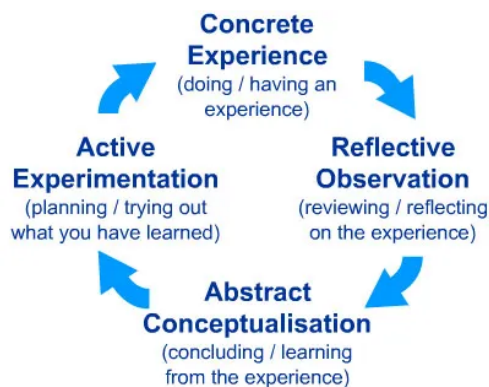 Concrete
Experience
(doing / having an
experience)
Reflective
Observation
(reviewing / reflecting
on the experience)
Abstract
Conceptualisation
(concluding / learning
from the experience)
Active
Experimentation
(planning / trying out
what you have learned)